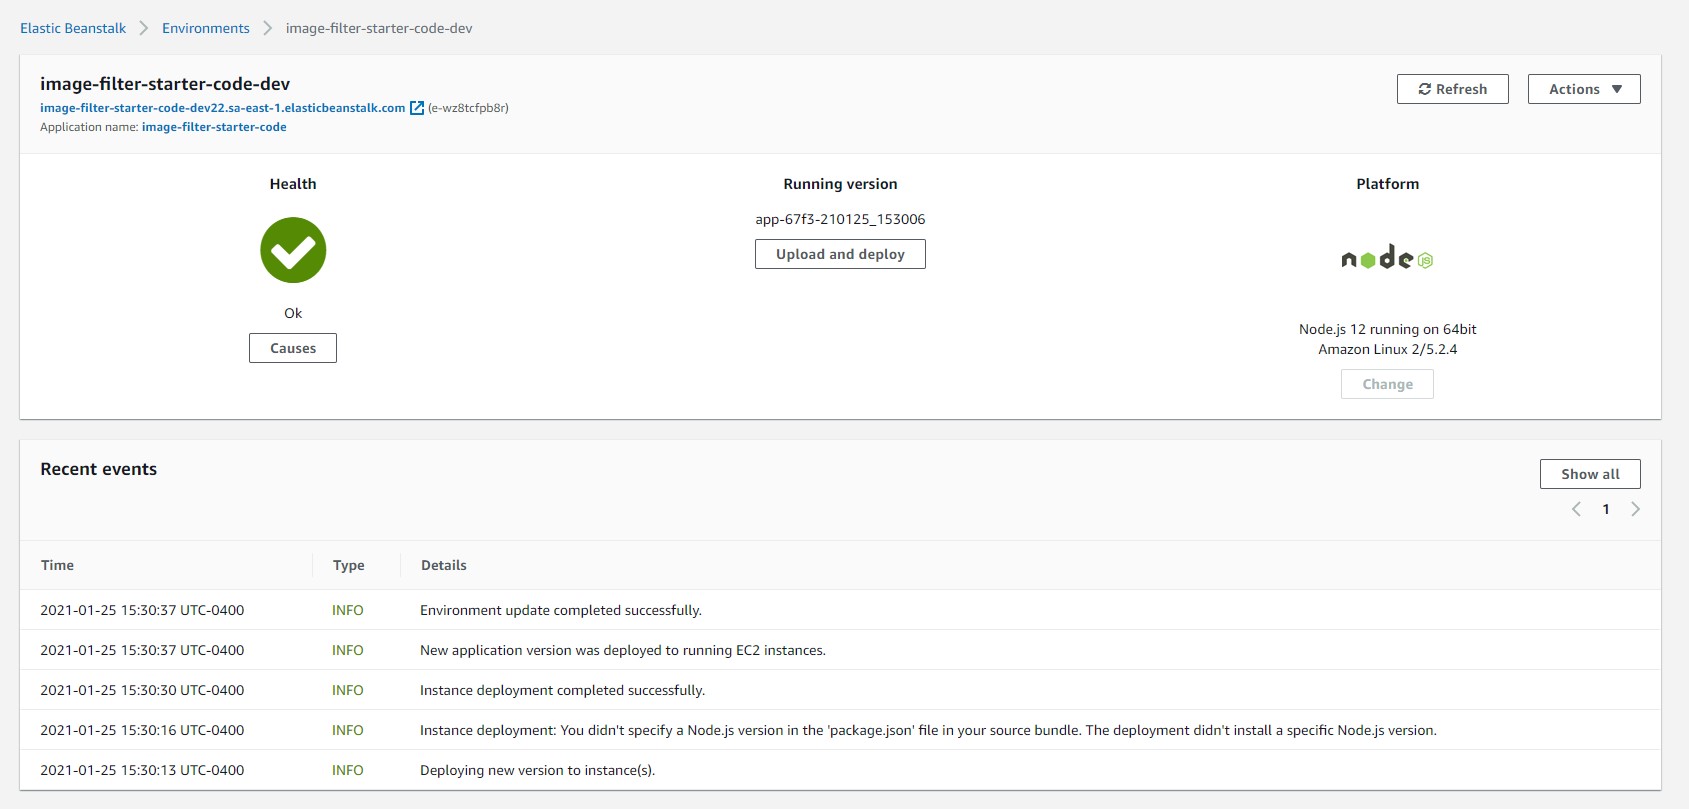 Elastic Beanstalk > Environments > image-filter-starter-code-dev
image-filter-starter-code-dev
Refresh
Actions ▼
image-filter-starter-code-dev22.sa-east-1.elasticbeanstalk.com (e-wz8tcfpb8r)
Application name: image-filter-starter-code
Health
Ok
Causes
Running version
app-67f3-210125_153006
Upload and deploy
Platform
node JS
Node.js 12 running on 64bit
Amazon Linux 2/5.2.4
Change
Recent events
Show all
< 1 >
Time Type Details
2021-01-25 15:30:37 UTC-0400 INFO Environment update completed successfully.
2021-01-25 15:30:37 UTC-0400 INFO New application version was deployed to running EC2 instances.
2021-01-25 15:30:30 UTC-0400 INFO Instance deployment completed successfully.
2021-01-25 15:30:16 UTC-0400 INFO Instance deployment: You didn't specify a Node.js version in the 'package.json' file in your source bundle. The deployment didn't install a specific Node.js version.
2021-01-25 15:30:13 UTC-0400 INFO Deploying new version to instance(s).